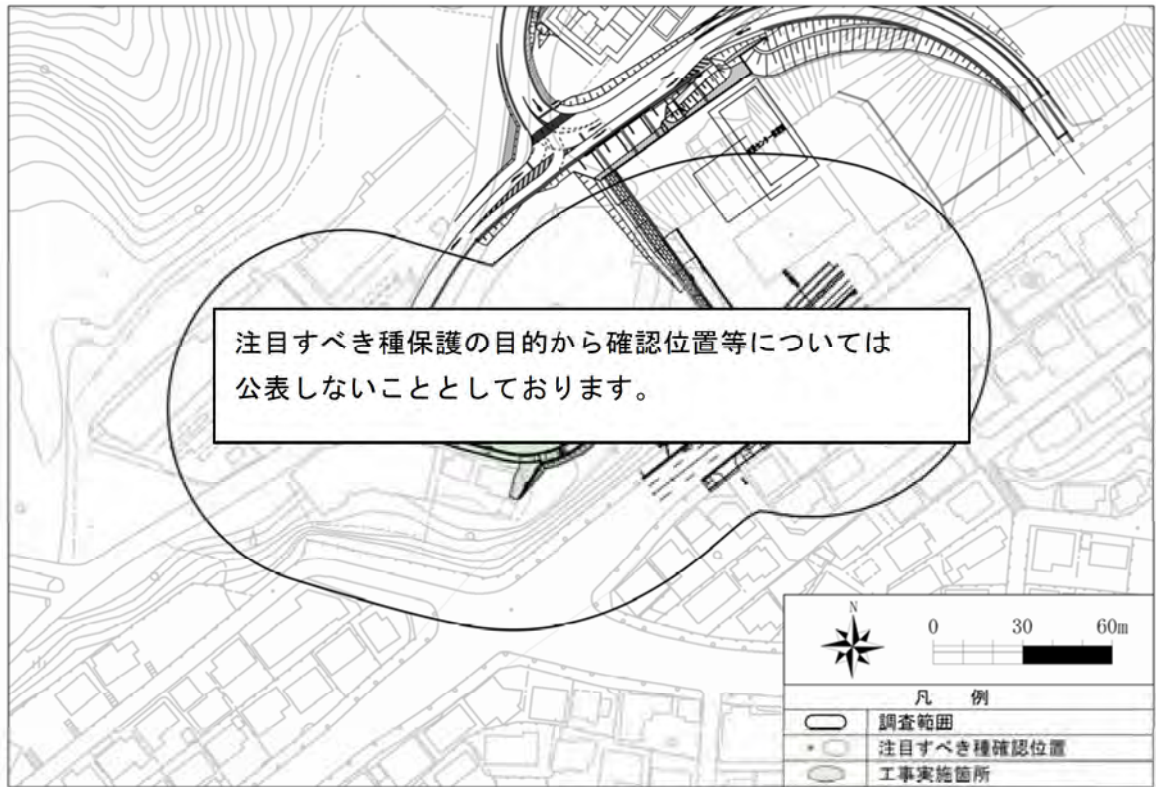 注目すべき種保護の目的から確認位置等については
公表しないこととしております。
N
0 30 60m
凡 例
調査範囲
注目すべき種確認位置
工事実施箇所